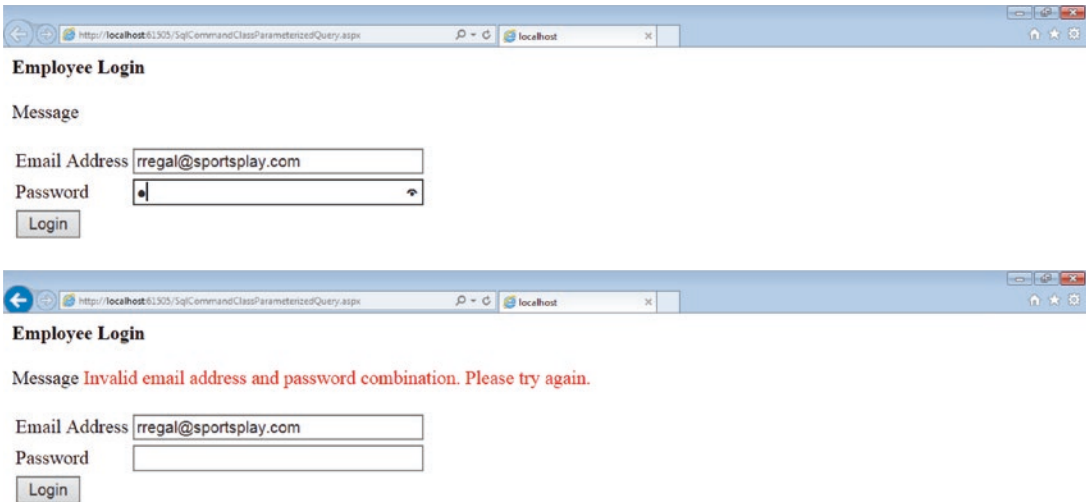 http://localhost:61305/SqlCommandClassParameterizedQuery.aspx localhost
Employee Login
Message
Email Address rregal@sportsplay.com
Password
Login
http://localhost:61305/SqlCommandClassParameterizedQuery.aspx localhost
Employee Login
Message Invalid email address and password combination. Please try again.
Email Address rregal@sportsplay.com
Password
Login